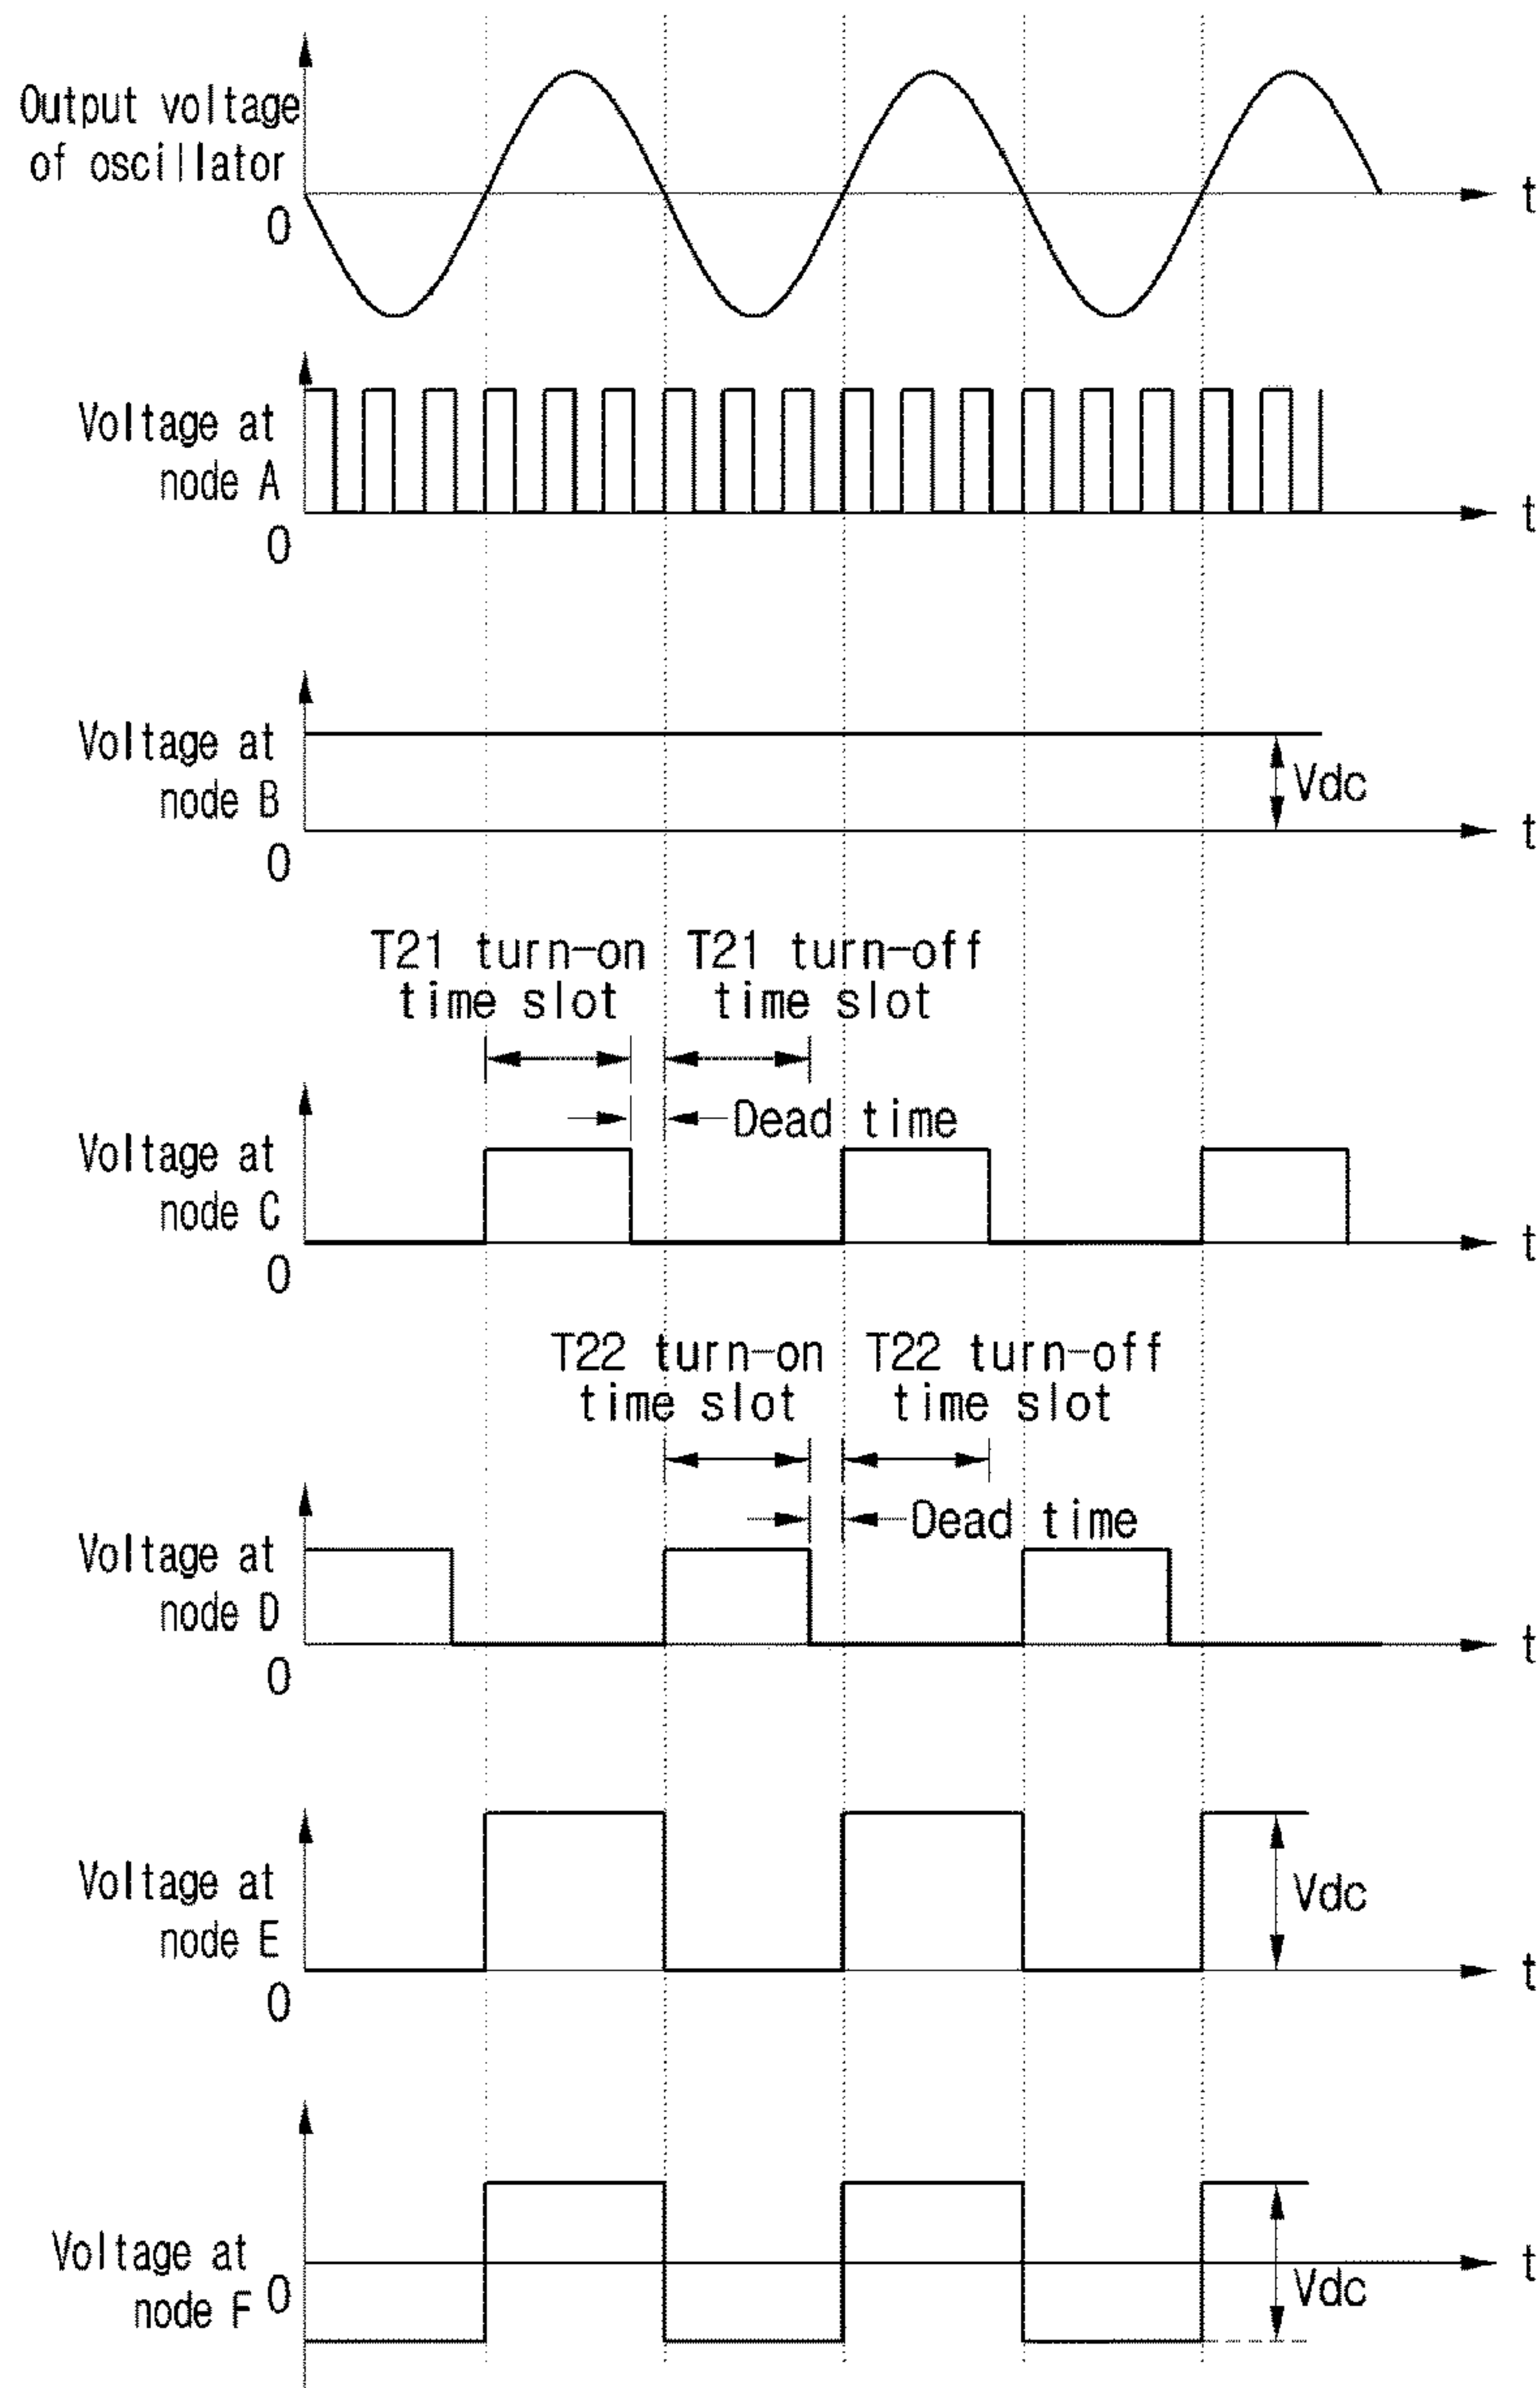 Output voltage
of oscillator
0
t
Voltage at
node A
0
t
Voltage at
node B
0
Vdc
t
T21 turn-on
time slot
T21 turn-off
time slot
Dead time
Voltage at
node C
0
t
T22 turn-on
time slot
T22 turn-off
time slot
Dead time
Voltage at
node D
0
t
Voltage at
node E
0
Vdc
t
Voltage at
node F
0
Vdc
t